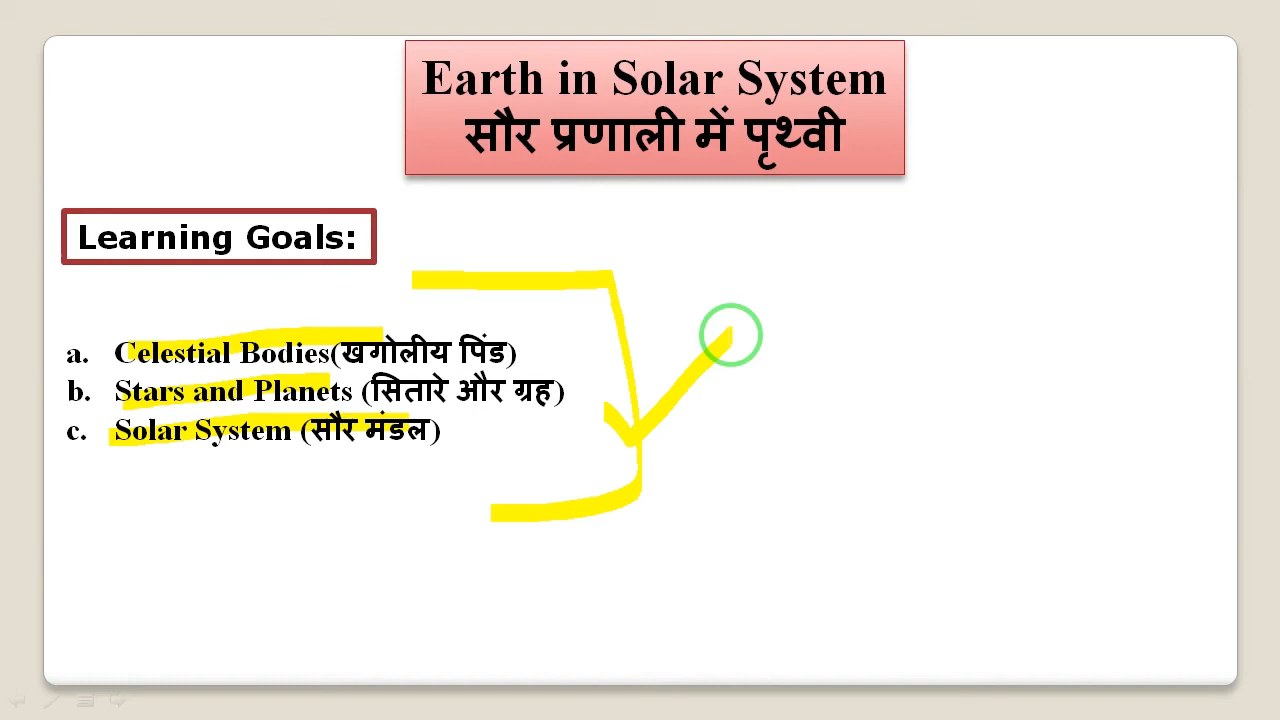 Earth in Solar System
सौर प्रणाली में पृथ्वी
Learning Goals:
a. Celestial Bodies(खगोलीय पिंड)
b. Stars and Planets (सितारे और ग्रह)
c. Solar System (सौर मंडल)